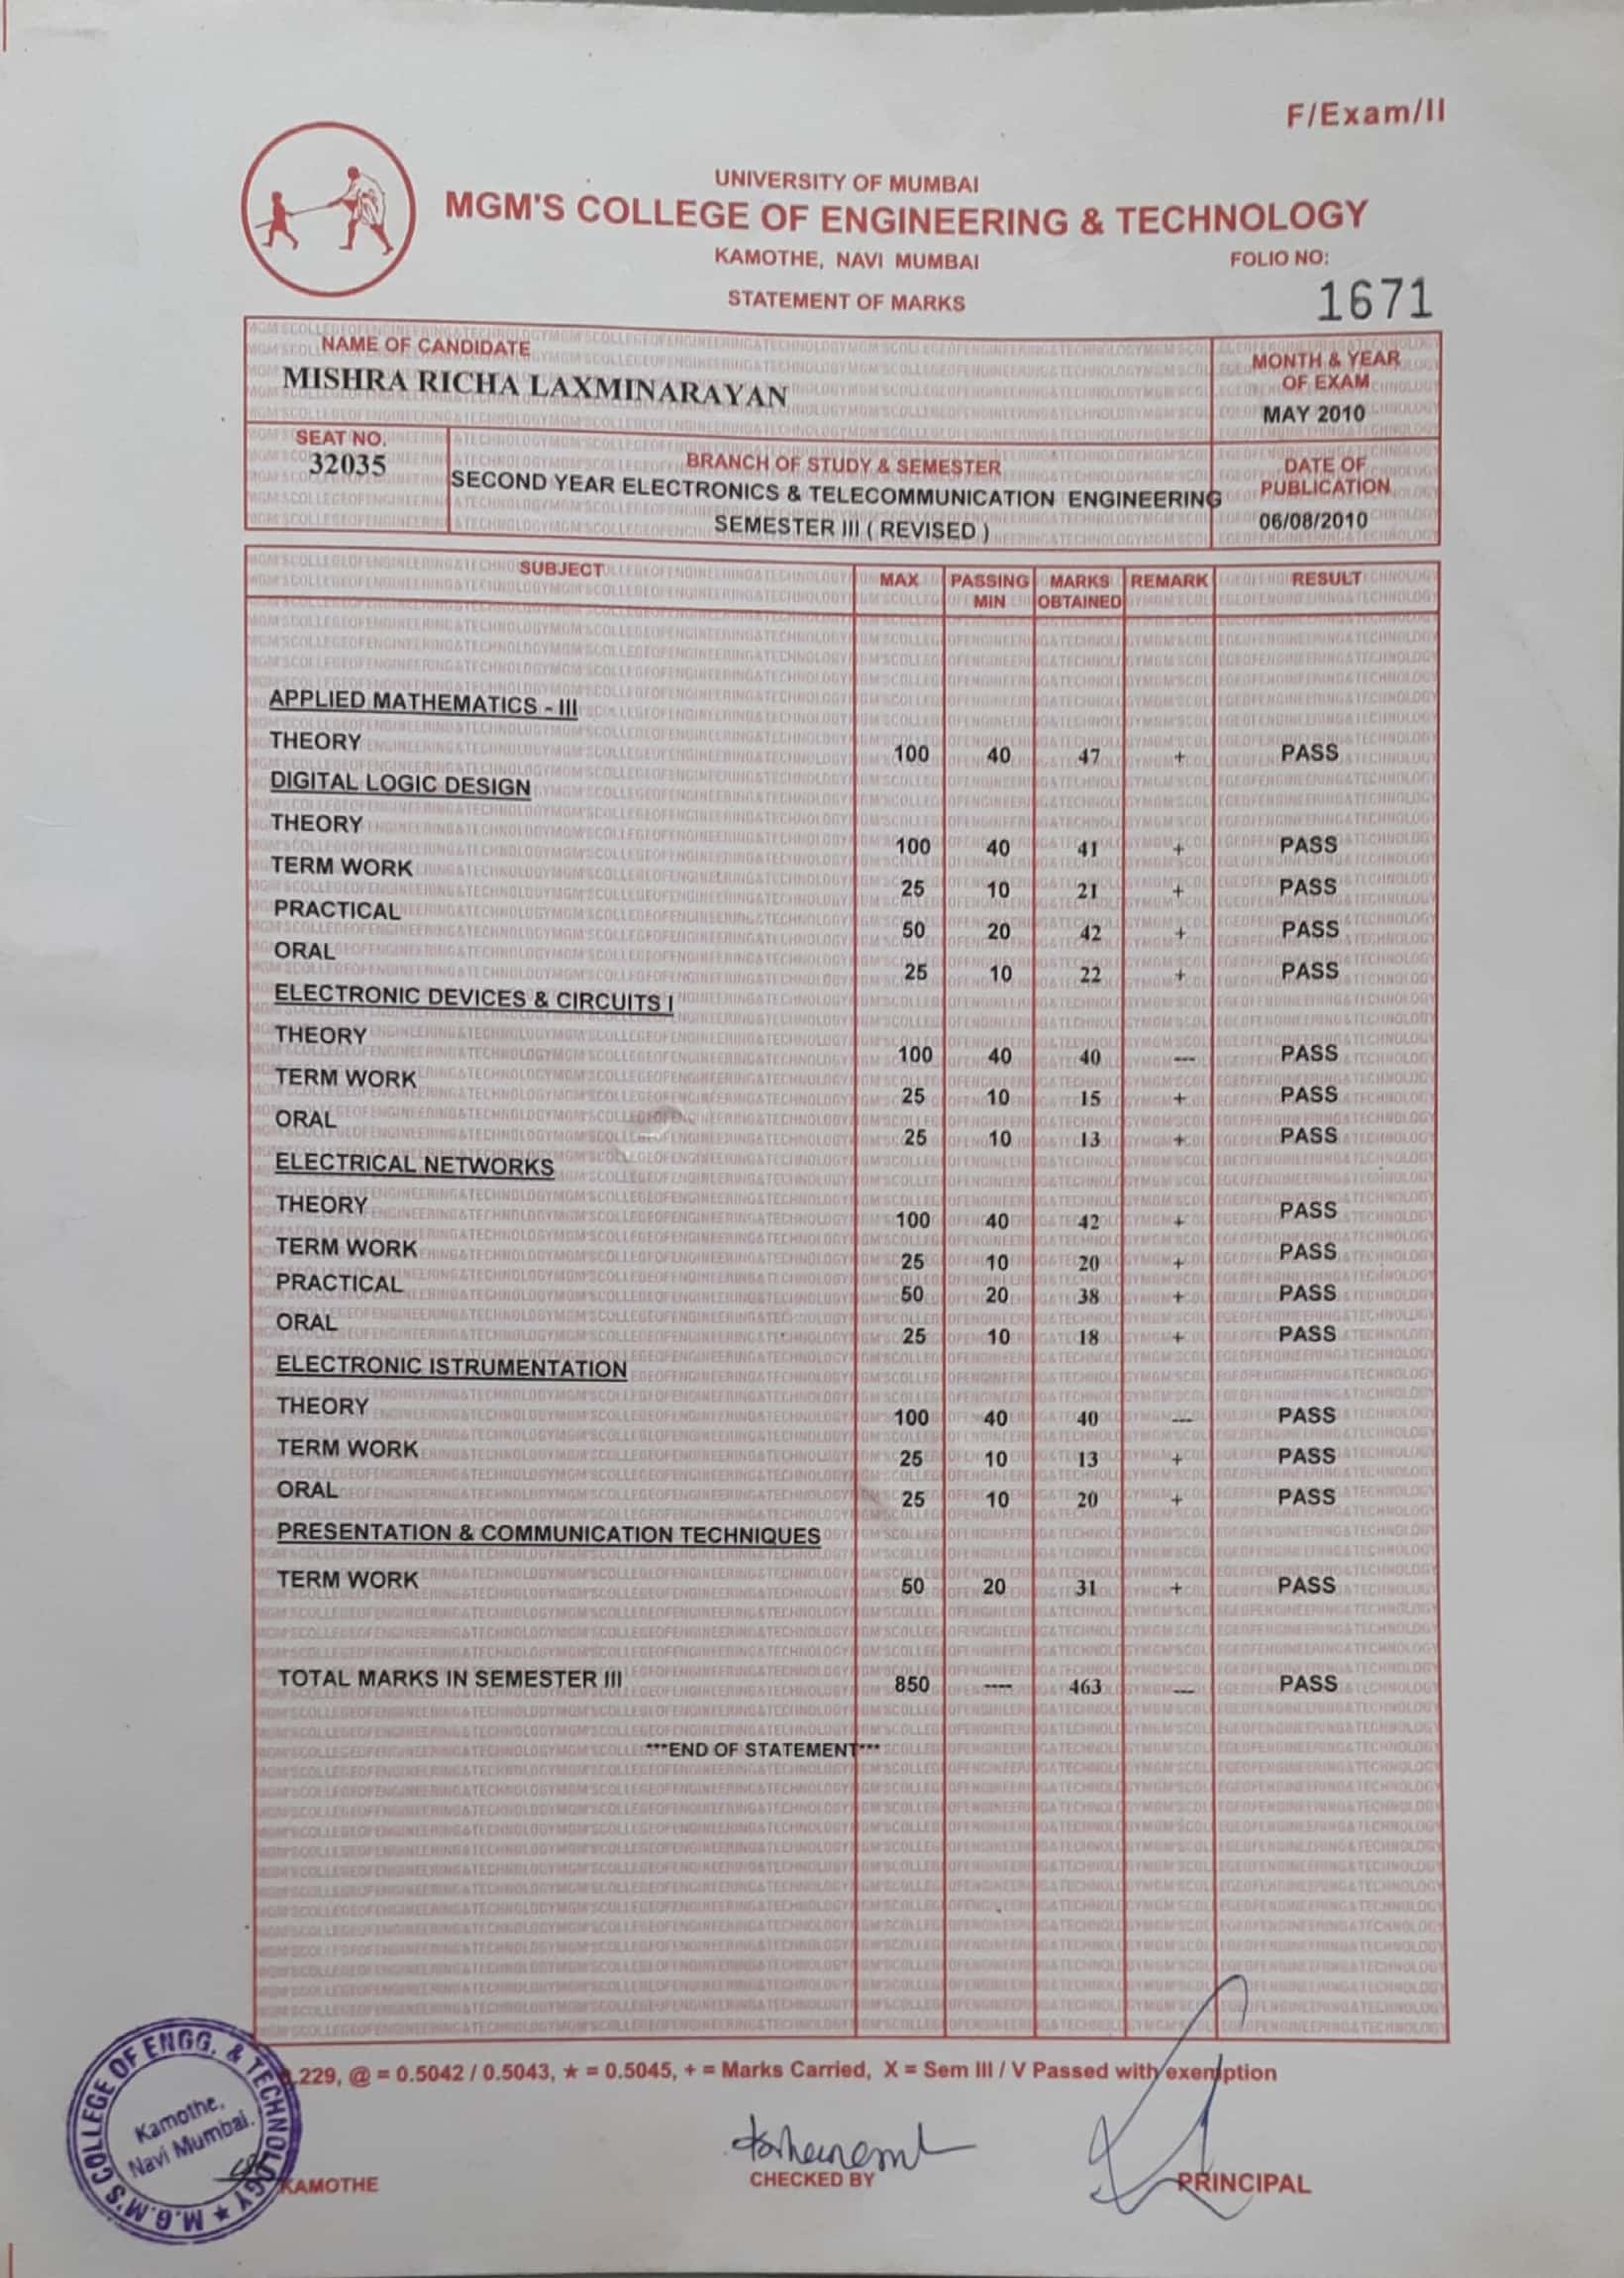 F/Exam/II
UNIVERSITY OF MUMBAI
MGM'S COLLEGE OF ENGINEERING & TECHNOLOGY
KAMOTHE, NAVI MUMBAI
FOLIO NO:
STATEMENT OF MARKS
1671
NAME OF CANDIDATE
MISHRA RICHA LAXMINARAYAN
MONTH & YEAR
OF EXAM
MAY 2010
SEAT NO.
32035
BRANCH OF STUDY & SEMESTER
SECOND YEAR ELECTRONICS & TELECOMMUNICATION ENGINEERING
SEMESTER III ( REVISED )
DATE OF
PUBLICATION
06/08/2010
SUBJECT MAX PASSING MIN MARKS OBTAINED REMARK RESULT
APPLIED MATHEMATICS - III
THEORY 100 40 47 + PASS
DIGITAL LOGIC DESIGN
THEORY 100 40 41 + PASS
TERM WORK 25 10 21 + PASS
PRACTICAL 50 20 42 + PASS
ORAL 25 10 22 + PASS
ELECTRONIC DEVICES & CIRCUITS I
THEORY 100 40 40 --- PASS
TERM WORK 25 10 15 + PASS
ORAL 25 10 13 + PASS
ELECTRICAL NETWORKS
THEORY 100 40 42 + PASS
TERM WORK 25 10 20 + PASS
PRACTICAL 50 20 38 + PASS
ORAL 25 10 18 + PASS
ELECTRONIC ISTRUMENTATION
THEORY 100 40 40 --- PASS
TERM WORK 25 10 13 + PASS
ORAL 25 10 20 + PASS
PRESENTATION & COMMUNICATION TECHNIQUES
TERM WORK 50 20 31 + PASS
TOTAL MARKS IN SEMESTER III 850 ---- 463 --- PASS
***END OF STATEMENT***
.229, @ = 0.5042 / 0.5043, ★ = 0.5045, + = Marks Carried, X = Sem III / V Passed with exemption
M.G.M'S COLLEGE OF ENGG. & TECHNOLOGY ★
Kamothe,
Navi Mumbai.
KAMOTHE
CHECKED BY
PRINCIPAL